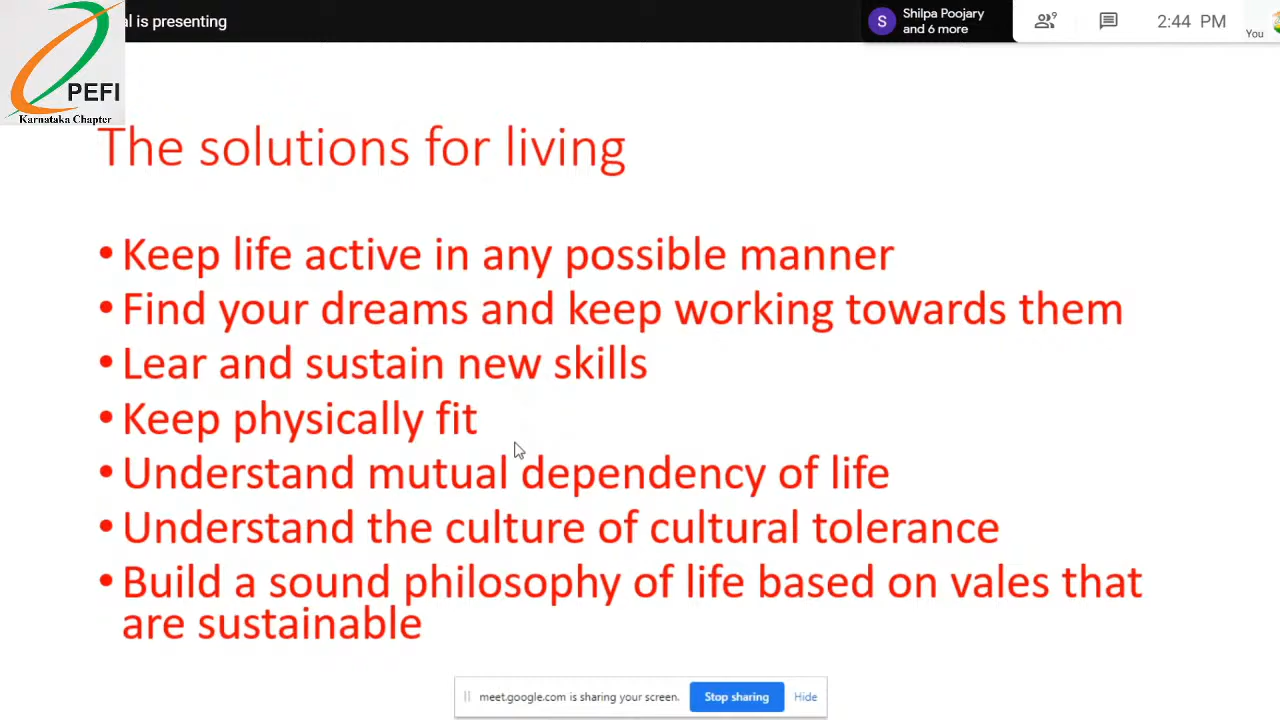 al is presenting
Shilpa Poojary
and 6 more
9
2:44 PM
You
PEFI
Karnataka Chapter
The solutions for living
• Keep life active in any possible manner
• Find your dreams and keep working towards them
• Lear and sustain new skills
• Keep physically fit
• Understand mutual dependency of life
• Understand the culture of cultural tolerance
• Build a sound philosophy of life based on vales that
are sustainable
meet.google.com is sharing your screen.
Stop sharing
Hide
S